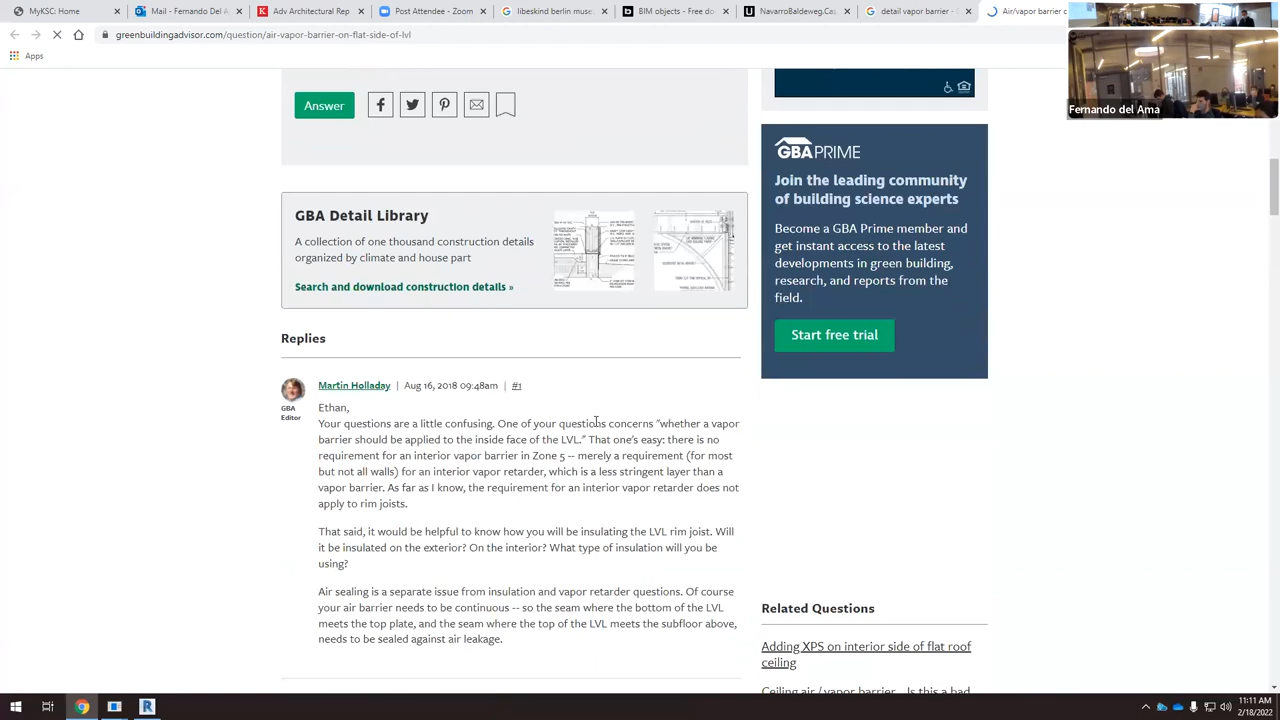 MyKSC: Home
Mail - Fernando Del A
Adv Architectural Rep
Post Attendee - Zoom
libeskind berlin muse
BIM objects - Free do
NavarroBaldeweg.Cas
detail vapor barrier -
Air/vapor barrier o
greenbuildingadvisor.com/question/air-vapor-barrier-on-flat-side-of-lvl
Apps
Fernando del Ama
Answer
GBA Detail Library
A collection of one thousand construction details
organized by climate and house part
Search and download construction details »
GBA PRIME
Join the leading community
of building science experts
Become a GBA Prime member and
get instant access to the latest
developments in green building,
research, and reports from the
field.
Start free trial
Replies
Martin Holladay | Aug 16, 2018 09:48am | #1
GBA
Editor
Ethan,
Your questions are a little confusing. One of your questions concerns "whether a vapor
barrier should be applied to the inside face of the LVL." That one's easy: there is no
requirement for an interior vapor barrier in Zone 5 -- merely a requirement (for most
but not all walls) for an interior vapor retarder, which is a less stringent layer than a
vapor barrier. As far as I know, the requirement for an interior vapor retarder does not
apply to rim joists.
That said, it would be helpful to know how you will be insulating the LVL rim joist. Will
it be insulated on the exterior? On the interior? What type of insulation will you be
using?
Air sealing is a separate issue from insulation and vapor retarder questions. Of course
your air barrier needs to be continuous -- so the seam where the bottom of the LVL
meets the top plate, and the seam where the top of the LVL meets the subfloor above,
needs to be sealed against air leakage.
Related Questions
Adding XPS on interior side of flat roof
ceiling
Ceiling air / vapor barrier - Is this a bad
11:11 AM
2/18/2022